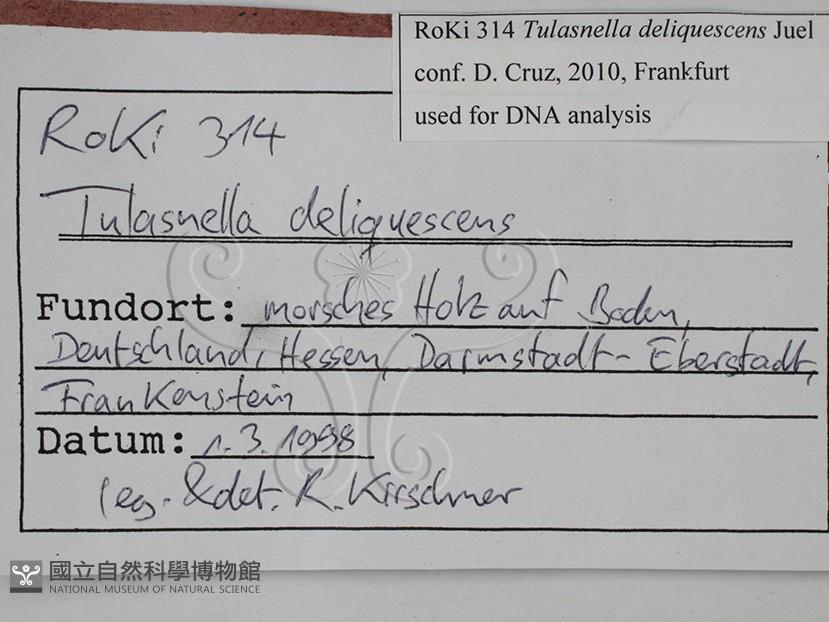 RoKi 314 Tulasnella deliquescens Juel
conf. D. Cruz, 2010, Frankfurt
used for DNA analysis
RoKi 314
Tulasnella deliquescens
Fundort: morsches Holz auf Boden,
Deutschland, Hessen, Darmstadt-Eberstadt,
Frankenstein
Datum: 1.3.1998
leg. & det. R. Kirschner
國立自然科學博物館
NATIONAL MUSEUM OF NATURAL SCIENCE